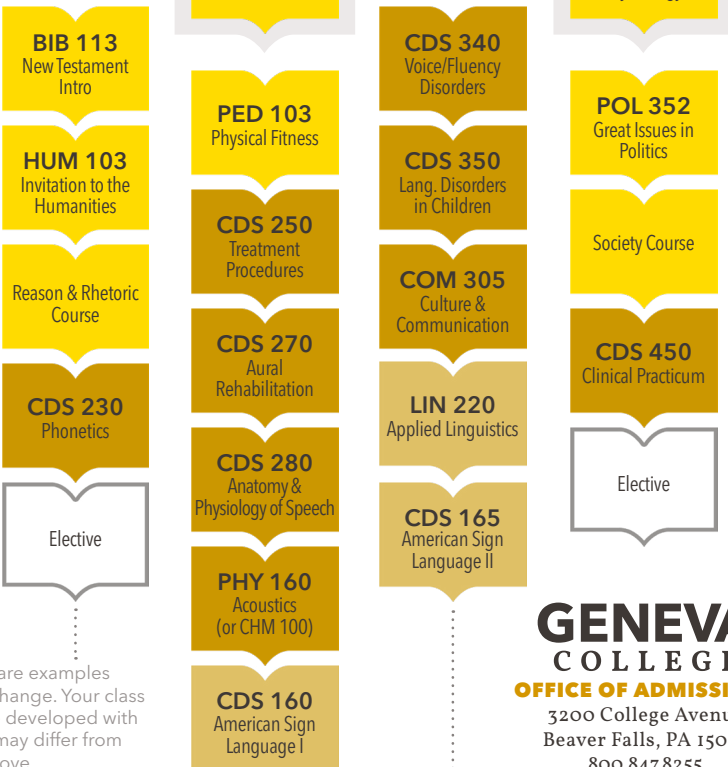 BIB 113
New Testament
Intro
HUM 103
Invitation to the
Humanities
Reason & Rhetoric
Course
CDS 230
Phonetics
Elective
are examples
hange. Your class
developed with
may differ from
PED 103
Physical Fitness
CDS 250
Treatment
Procedures
CDS 270
Aural
Rehabilitation
CDS 280
Anatomy &
Physiology of Speech
PHY 160
Acoustics
(or CHM 100)
CDS 160
American Sign
Language I
CDS 340
Voice/Fluency
Disorders
CDS 350
Lang. Disorders
in Children
COM 305
Culture &
Communication
LIN 220
Applied Linguistics
CDS 165
American Sign
Language II
POL 352
Great Issues in
Politics
Society Course
CDS 450
Clinical Practicum
Elective
GENEVA
COLLEGE
OFFICE OF ADMISSI
3200 College Avenu
Beaver Falls, PA 150
800.847.8255